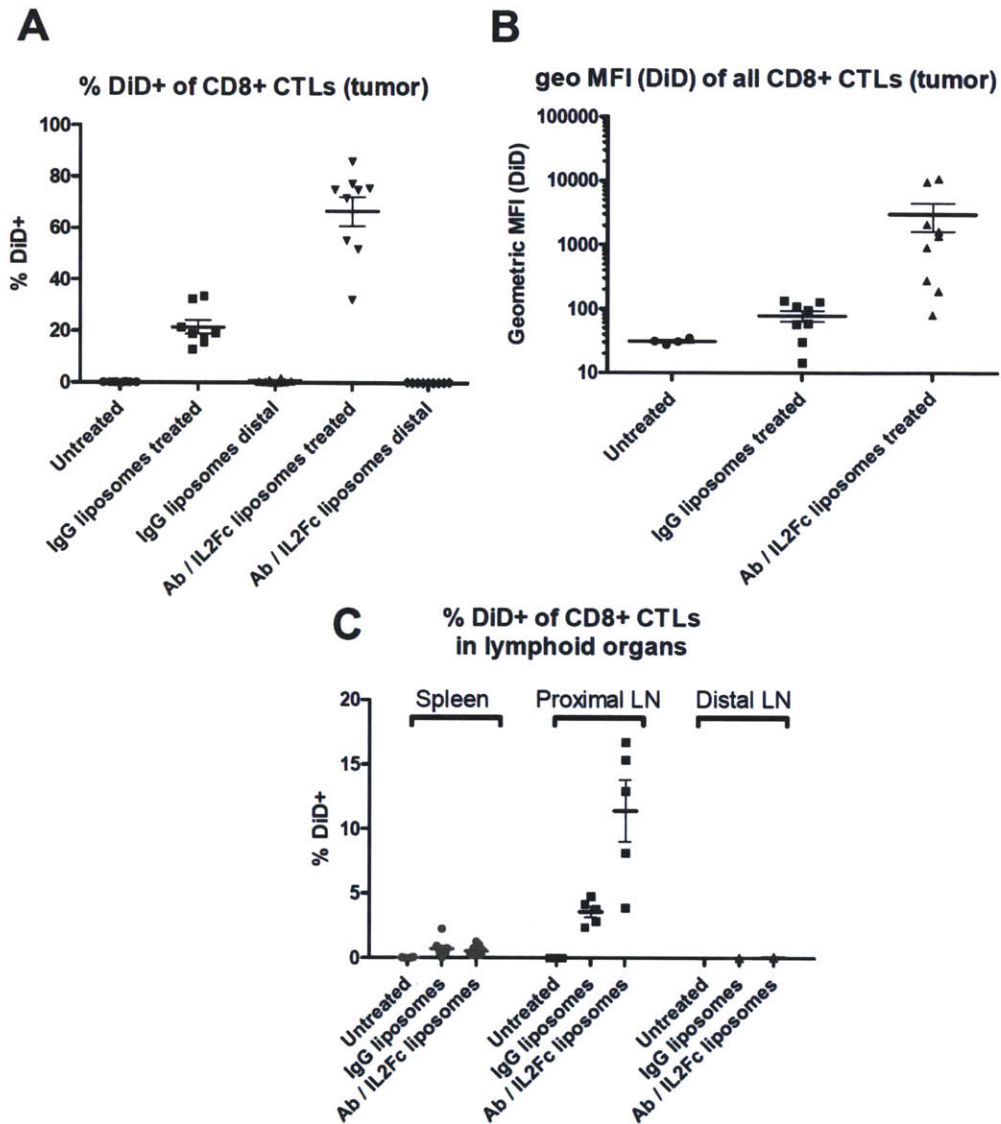 A
% DiD+ of CD8+ CTLs (tumor)
% DiD+
100
80
60
40
20
0
Untreated
IgG liposomes treated
IgG liposomes distal
Ab / IL2Fc liposomes treated
Ab / IL2Fc liposomes distal
B
geo MFI (DiD) of all CD8+ CTLs (tumor)
Geometric MFI (DiD)
100000
10000
1000
100
10
Untreated
IgG liposomes treated
Ab / IL2Fc liposomes treated
C
% DiD+ of CD8+ CTLs
in lymphoid organs
% DiD+
20
15
10
5
0
Spleen
Proximal LN
Distal LN
Untreated
IgG liposomes
Ab / IL2Fc liposomes
Untreated
IgG liposomes
Ab / IL2Fc liposomes
Untreated
IgG liposomes
Ab / IL2Fc liposomes